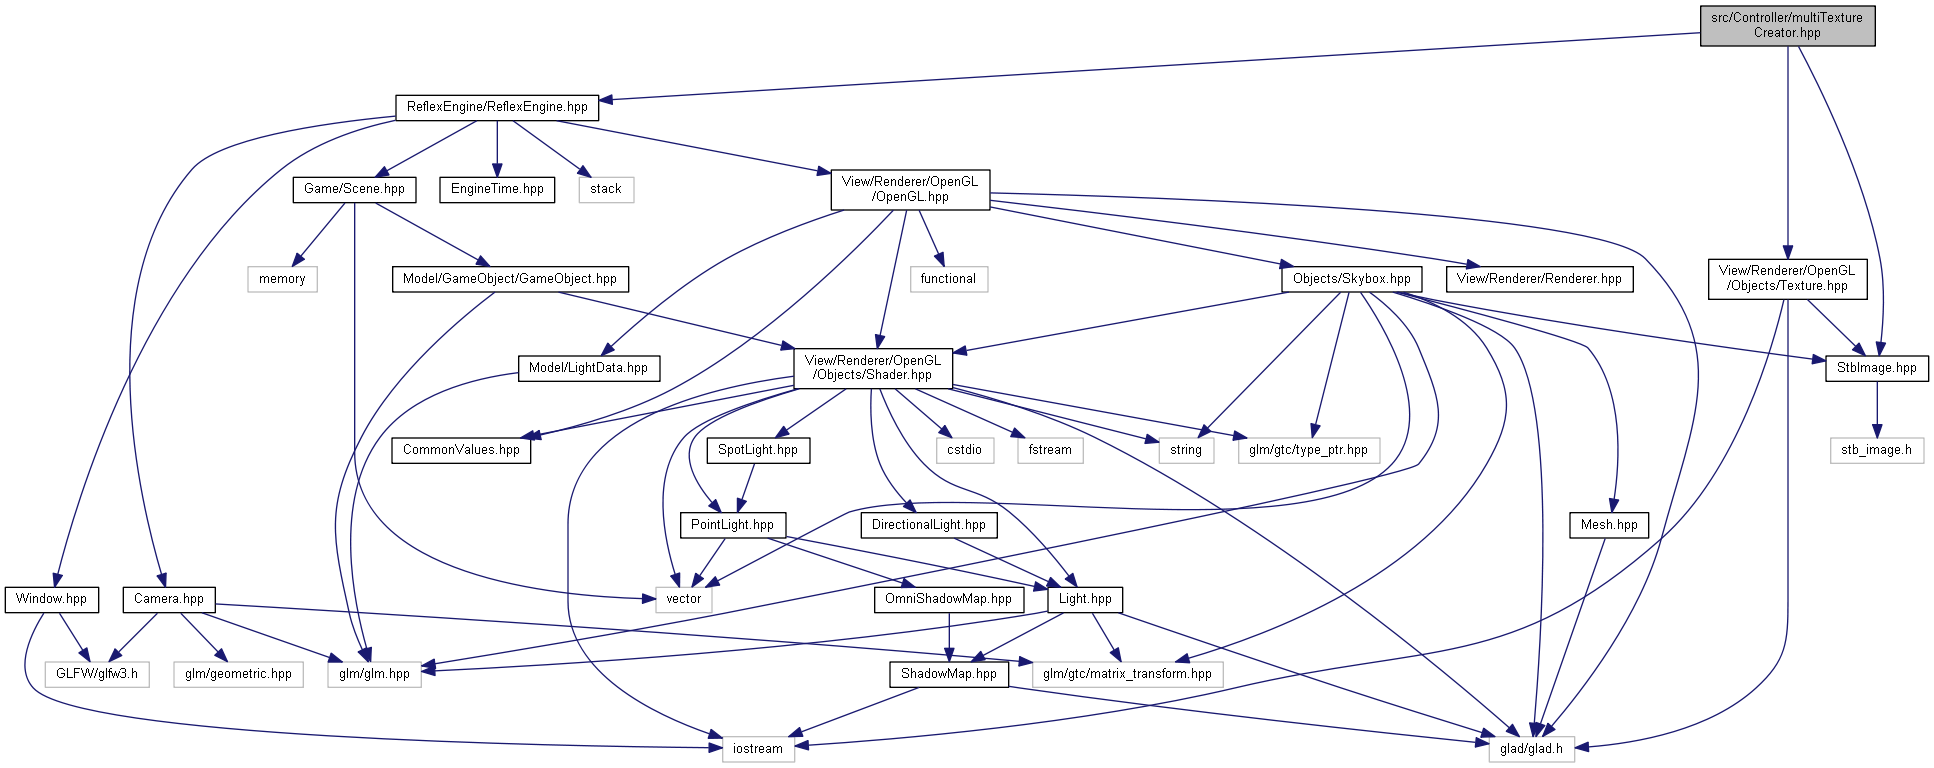 src/Controller/multiTexture
Creator.hpp
ReflexEngine/ReflexEngine.hpp
Game/Scene.hpp
EngineTime.hpp
stack
View/Renderer/OpenGL
/OpenGL.hpp
memory
Model/GameObject/GameObject.hpp
functional
Objects/Skybox.hpp
View/Renderer/Renderer.hpp
View/Renderer/OpenGL
/Objects/Texture.hpp
Model/LightData.hpp
View/Renderer/OpenGL
/Objects/Shader.hpp
StbImage.hpp
CommonValues.hpp
SpotLight.hpp
cstdio
fstream
string
glm/gtc/type_ptr.hpp
stb_image.h
PointLight.hpp
DirectionalLight.hpp
Mesh.hpp
Window.hpp
Camera.hpp
vector
OmniShadowMap.hpp
Light.hpp
GLFW/glfw3.h
glm/geometric.hpp
glm/glm.hpp
ShadowMap.hpp
glm/gtc/matrix_transform.hpp
iostream
glad/glad.h